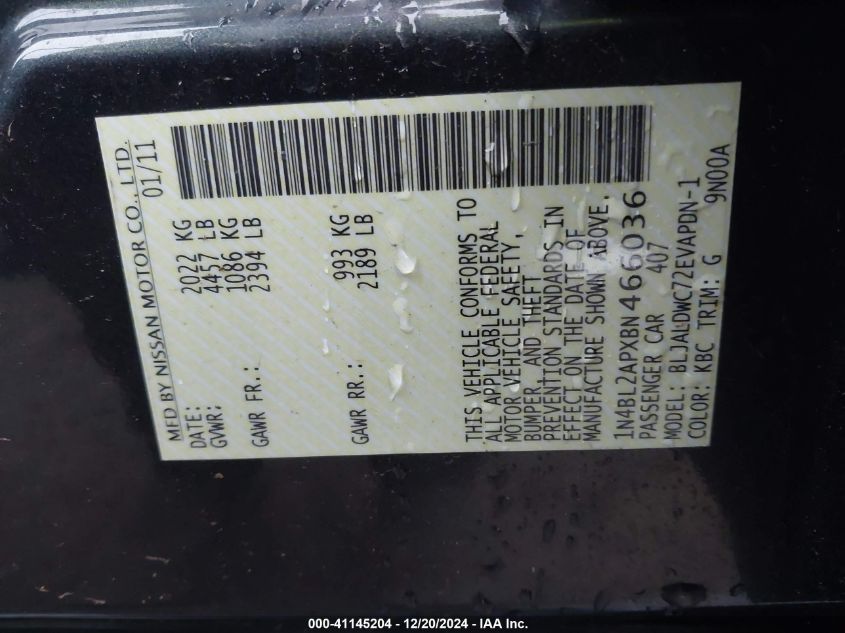 MFD BY NISSAN MOTOR CO., LTD.
DATE: 01/11
GVWR: 2022 KG
4457 LB
GAWR FR.: 1086 KG
2394 LB
GAWR RR.: 993 KG
2189 LB
THIS VEHICLE CONFORMS TO
ALL APPLICABLE FEDERAL
MOTOR VEHICLE SAFETY,
BUMPER, AND THEFT
PREVENTION STANDARDS IN
EFFECT ON THE DATE OF
MANUFACTURE SHOWN ABOVE.
1N4BL2APXBN466036
PASSENGER CAR 407
MODEL: BLJALDWC72EVAPDN-1
COLOR: KBC TRIM: G 9N00A
000-41145204 - 12/20/2024 - IAA Inc.